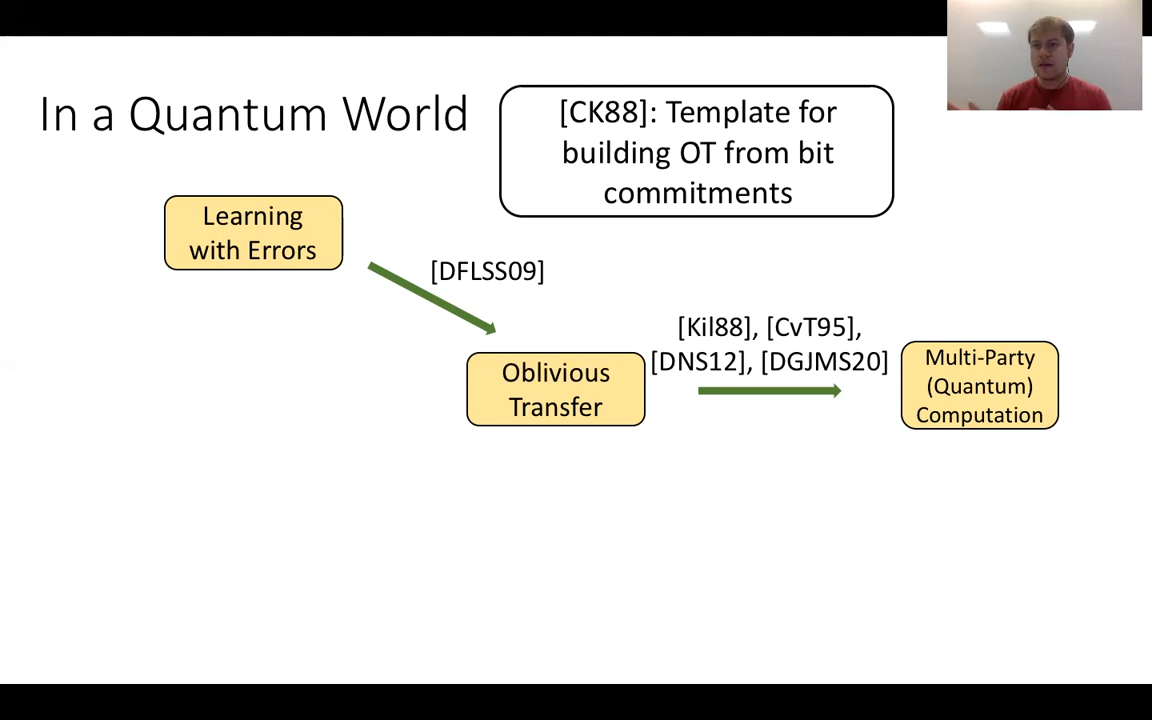 In a Quantum World
[CK88]: Template for
building OT from bit
commitments
Learning
with Errors
[DFLSS09]
Oblivious
Transfer
[Kil88], [CvT95],
[DNS12], [DGJMS20]
Multi-Party
(Quantum)
Computation